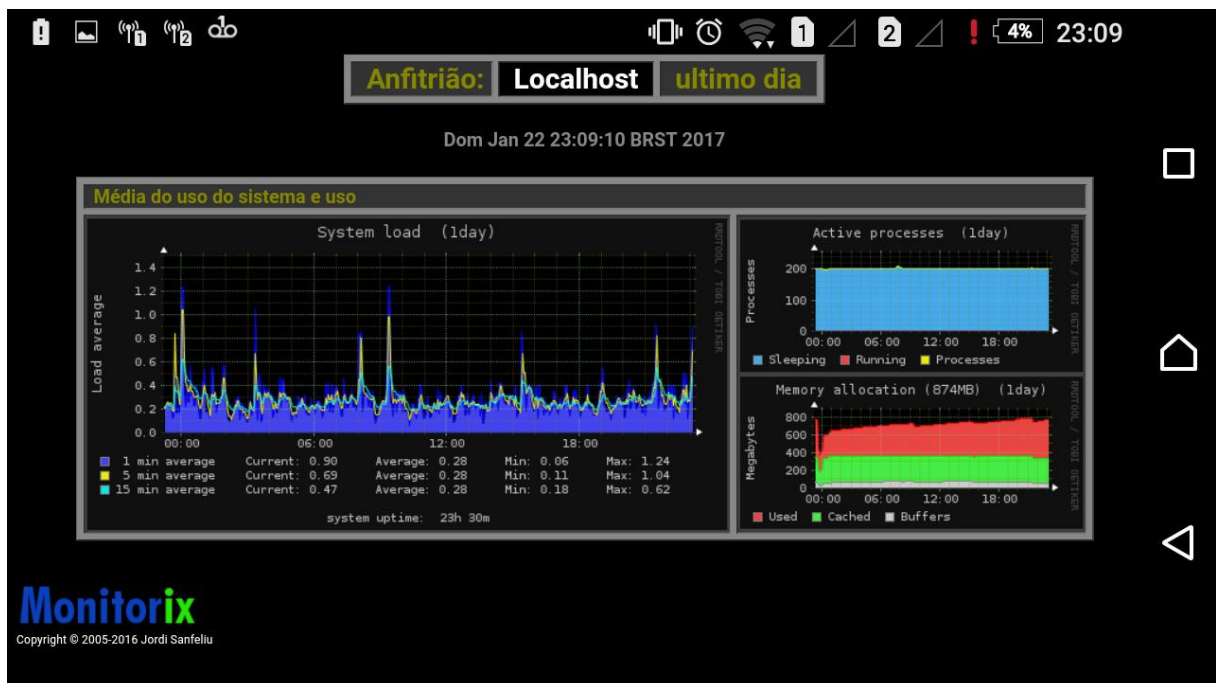 1 2 1 2 4% 23:09
Anfitrião: Localhost ultimo dia
Dom Jan 22 23:09:10 BRST 2017
Média do uso do sistema e uso
System load (1day)
RRDTOOL / TOBI OETIKER
Load average
1.4
1.2
1.0
0.8
0.6
0.4
0.2
0.0
00:00 06:00 12:00 18:00
1 min average Current: 0.90 Average: 0.28 Min: 0.06 Max: 1.24
5 min average Current: 0.69 Average: 0.28 Min: 0.11 Max: 1.04
15 min average Current: 0.47 Average: 0.28 Min: 0.18 Max: 0.62
system uptime: 23h 30m
Active processes (1day)
RRDTOOL / TOBI OETIKER
Processes
200
100
0
00:00 06:00 12:00 18:00
Sleeping Running Processes
Memory allocation (874MB) (1day)
RRDTOOL / TOBI OETIKER
Megabytes
800
600
400
200
0
00:00 06:00 12:00 18:00
Used Cached Buffers
Monitorix
Copyright © 2005-2016 Jordi Sanfeliu